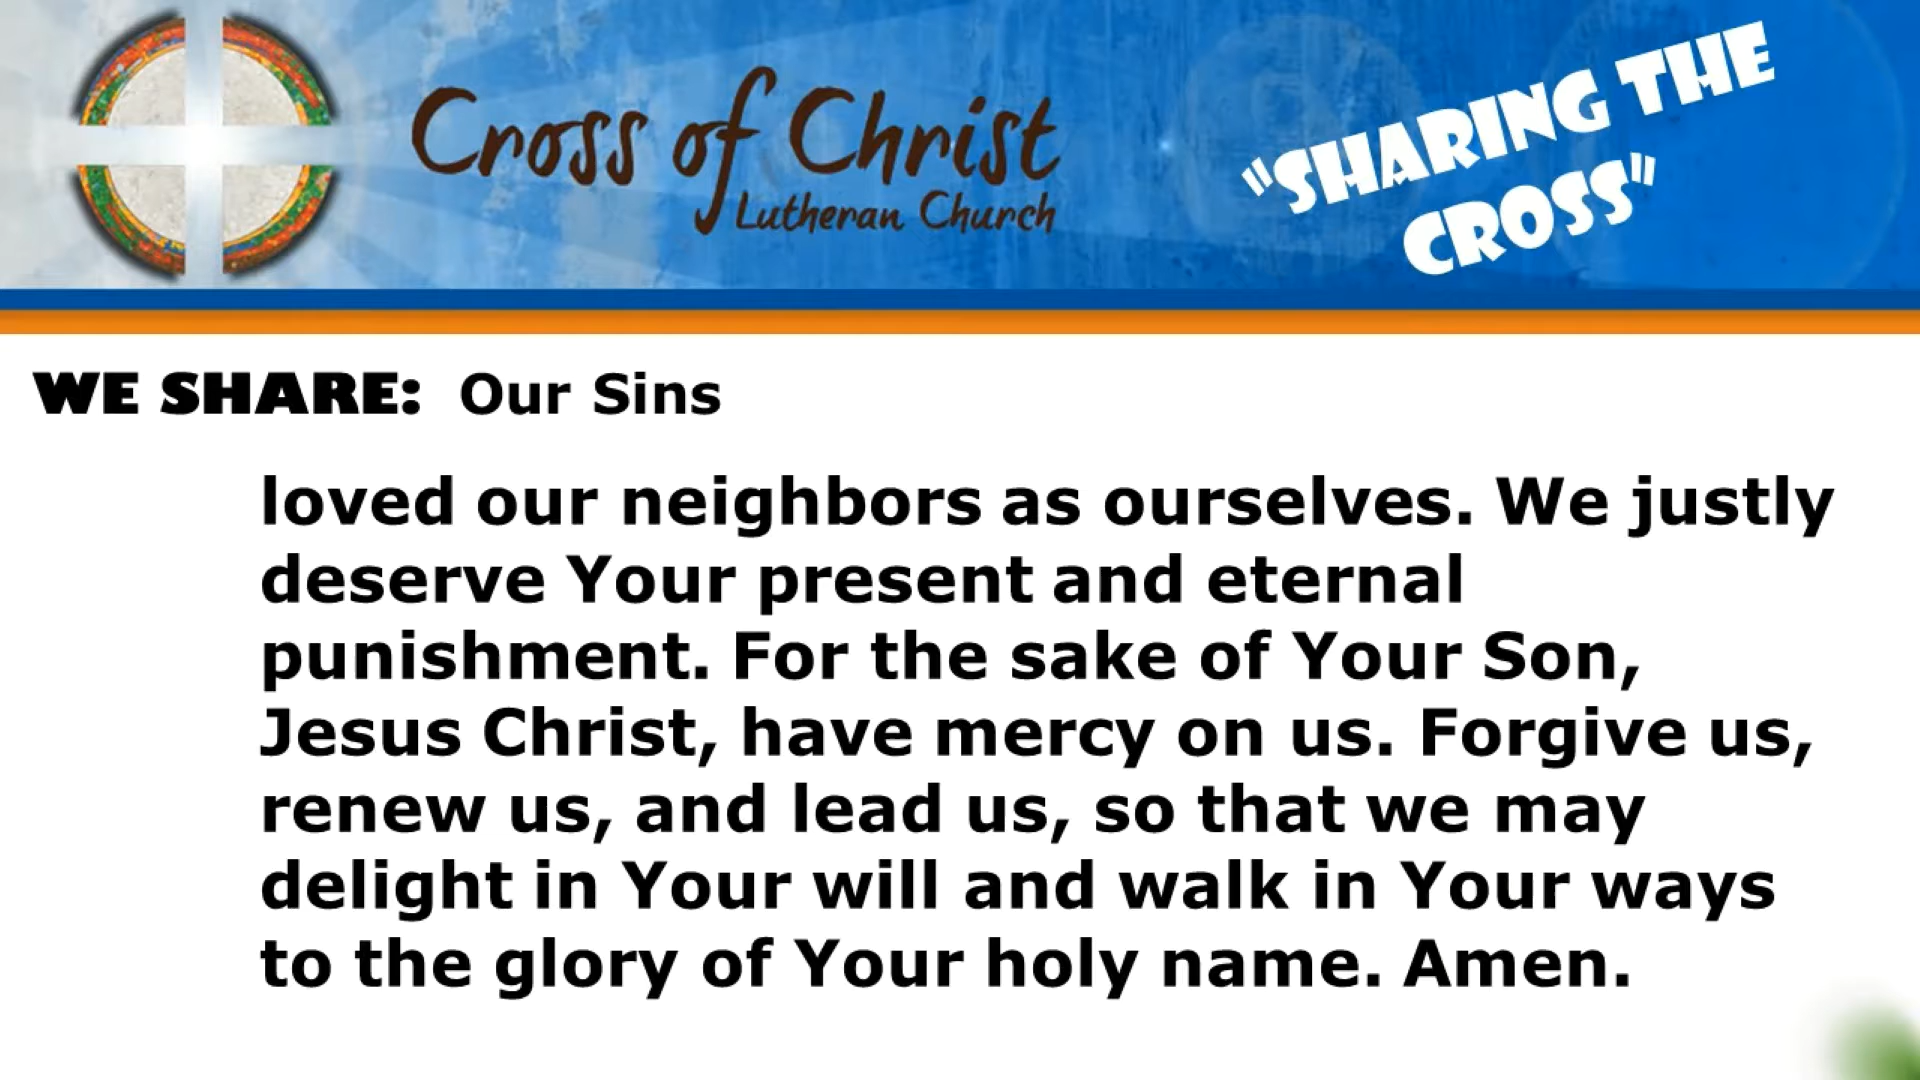 Cross of Christ
Lutheran Church
"SHARING THE
CROSS"
WE SHARE: Our Sins
loved our neighbors as ourselves. We justly
deserve Your present and eternal
punishment. For the sake of Your Son,
Jesus Christ, have mercy on us. Forgive us,
renew us, and lead us, so that we may
delight in Your will and walk in Your ways
to the glory of Your holy name. Amen.